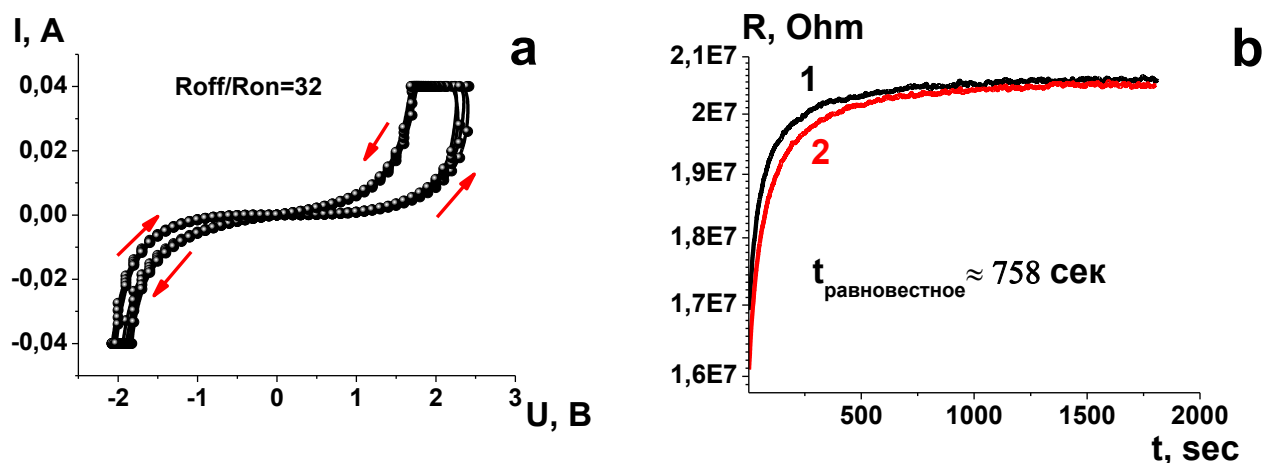 I, A
a
Roff/Ron=32
0,04
0,02
0,00
-0,02
-0,04
-2 -1 0 1 2 3
U, B
R, Ohm
b
2,1E7
2E7
1,9E7
1,8E7
1,7E7
1,6E7
1
2
t равновестное ≈ 758 сек
500 1000 1500 2000
t, sec